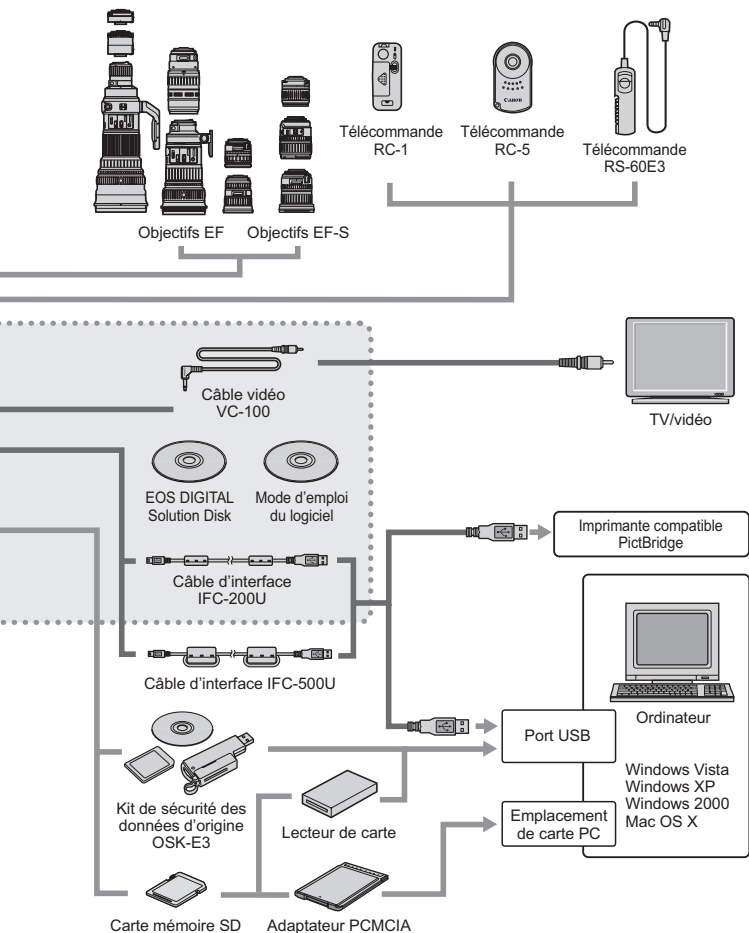 Canon
Télécommande
RC-1
Télécommande
RC-5
Télécommande
RS-60E3
Objectifs EF
Objectifs EF-S
Câble vidéo
VC-100
TV/vidéo
EOS DIGITAL
Solution Disk
Mode d'emploi
du logiciel
Imprimante compatible
PictBridge
Câble d'interface
IFC-200U
Câble d'interface IFC-500U
Ordinateur
Port USB
Windows Vista
Windows XP
Windows 2000
Mac OS X
Kit de sécurité des
données d'origine
OSK-E3
Lecteur de carte
Emplacement
de carte PC
Carte mémoire SD
Adaptateur PCMCIA